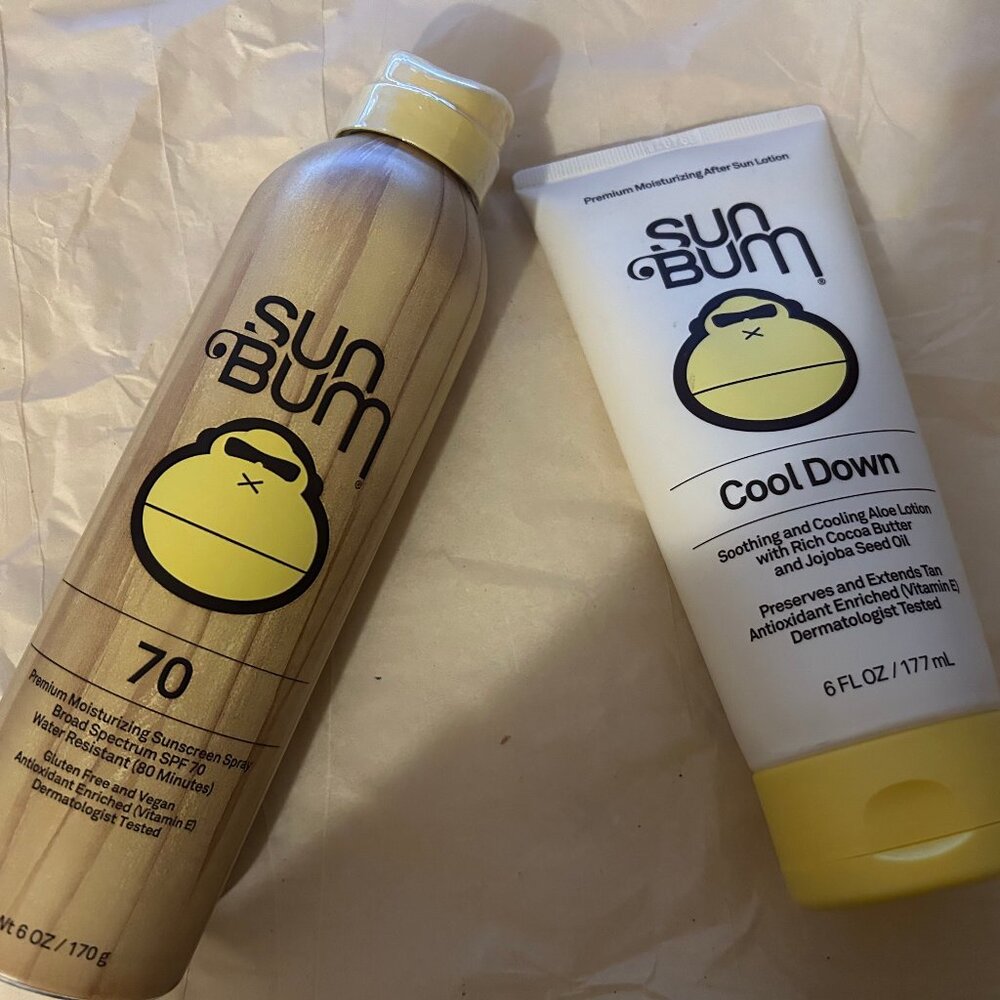 SUN
BUM®
70
Premium Moisturizing Sunscreen Spray
Broad Spectrum SPF 70
Water Resistant (80 Minutes)
Gluten Free and Vegan
Antioxidant Enriched (Vitamin E)
Dermatologist Tested
Wt 6 OZ / 170 g
Premium Moisturizing After Sun Lotion
SUN
BUM®
Cool Down
Soothing and Cooling Aloe Lotion
with Rich Cocoa Butter
and Jojoba Seed Oil
Preserves and Extends Tan
Antioxidant Enriched (Vitamin E)
Dermatologist Tested
6 FL OZ / 177 mL